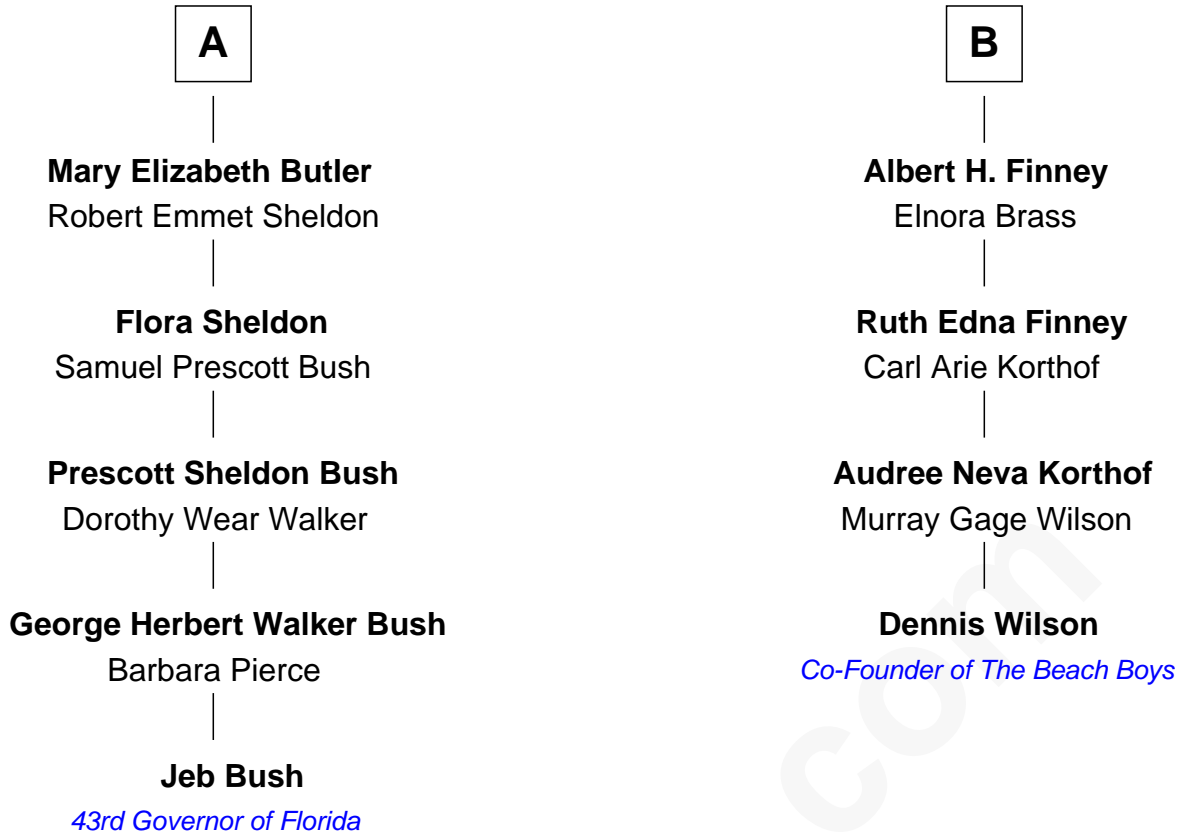 A
Mary Elizabeth Butler
Robert Emmet Sheldon
Flora Sheldon
Samuel Prescott Bush
Prescott Sheldon Bush
Dorothy Wear Walker
George Herbert Walker Bush
Barbara Pierce
Jeb Bush
43rd Governor of Florida
B
Albert H. Finney
Elnora Brass
Ruth Edna Finney
Carl Arie Korthof
Audree Neva Korthof
Murray Gage Wilson
Dennis Wilson
Co-Founder of The Beach Boys
com